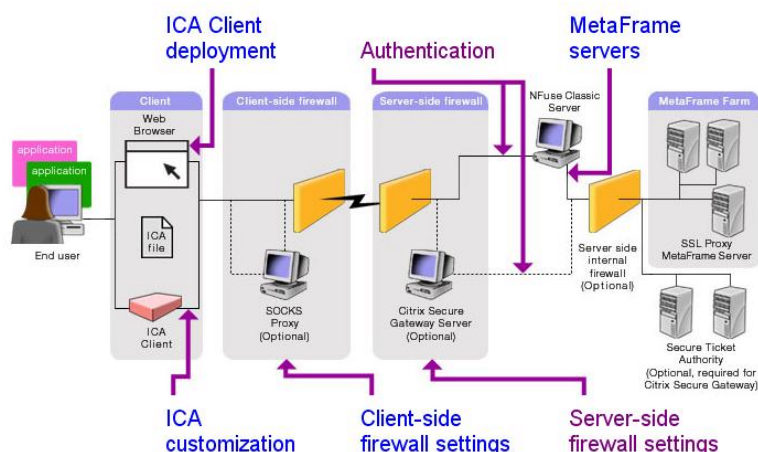 ICA Client
deployment
Authentication
MetaFrame
servers
Client
Client-side firewall
Server-side firewall
NFuse Classic
Server
MetaFrame Farm
Web
Browser
application
application
End user
ICA
file
ICA
Client
SOCKS
Proxy
(Optional)
Citrix Secure
Gateway Server
(Optional)
Server side
internal
firewall
(Optional)
SSL Proxy
MetaFrame Server
Secure Ticket
Authority
(Optional, required for
Citrix Secure Gateway)
ICA
customization
Client-side
firewall settings
Server-side
firewall settings